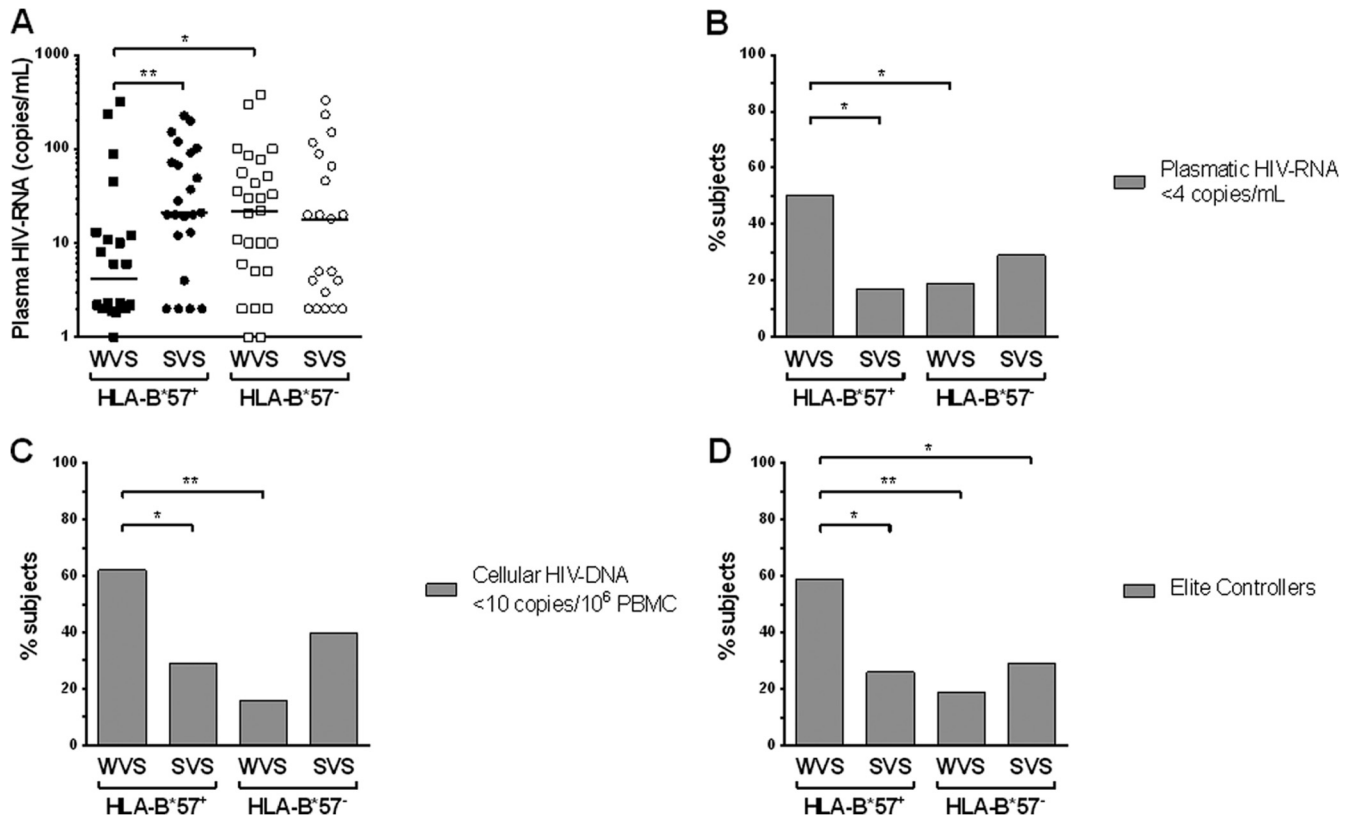 A
Plasma HIV-RNA (copies/mL)
1000
100
10
1
*
**
WVS SVS WVS SVS
HLA-B*57⁺ HLA-B*57⁻
B
% subjects
100
80
60
40
20
0
*
*
WVS SVS WVS SVS
HLA-B*57⁺ HLA-B*57⁻
Plasmatic HIV-RNA
<4 copies/mL
C
% subjects
100
80
60
40
20
0
**
*
WVS SVS WVS SVS
HLA-B*57⁺ HLA-B*57⁻
Cellular HIV-DNA
<10 copies/10⁶ PBMC
D
% subjects
100
80
60
40
20
0
*
**
*
WVS SVS WVS SVS
HLA-B*57⁺ HLA-B*57⁻
Elite Controllers